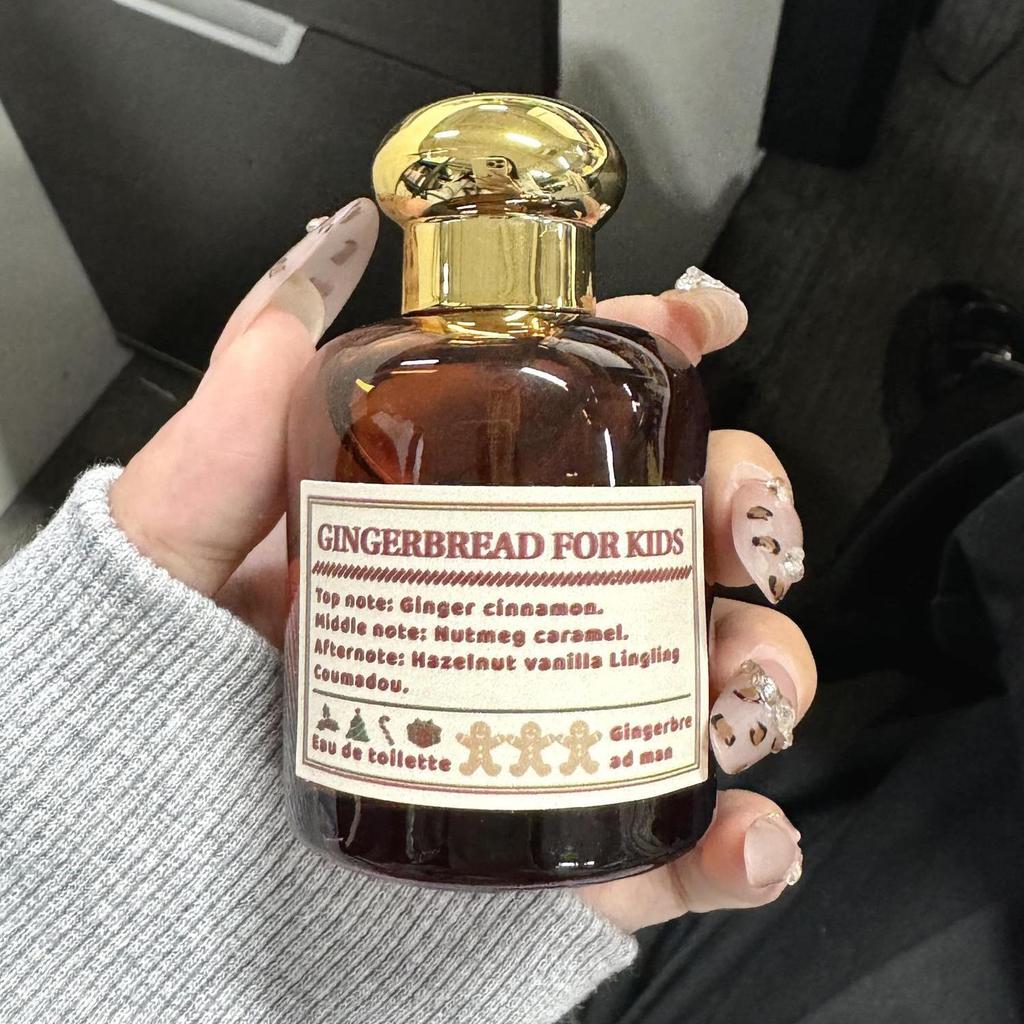 GINGERBREAD FOR KIDS
Top note: Ginger cinnamon.
Middle note: Nutmeg caramel.
Afternote: Hazelnut vanilla Lingling
Coumadou.
Eau de toilette
Gingerbre
ad man